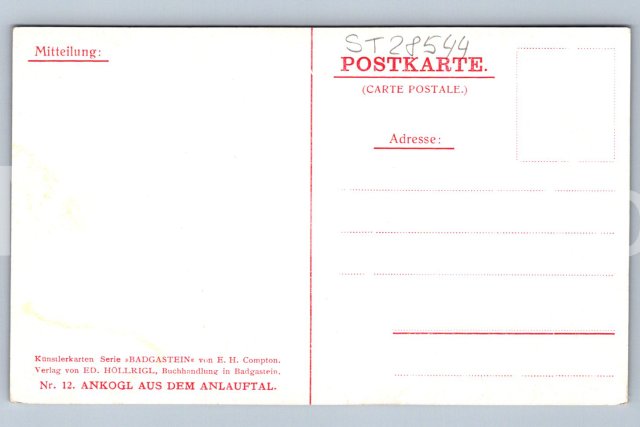 Mitteilung:
ST28544
POSTKARTE.
(CARTE POSTALE.)
Adresse:
Künstlerkarten Serie »BADGASTEIN« von E. H. Compton.
Verlag von ED. HÖLLRIGL, Buchhandlung in Badgastein.
Nr. 12. ANKOGL AUS DEM ANLAUFTAL.